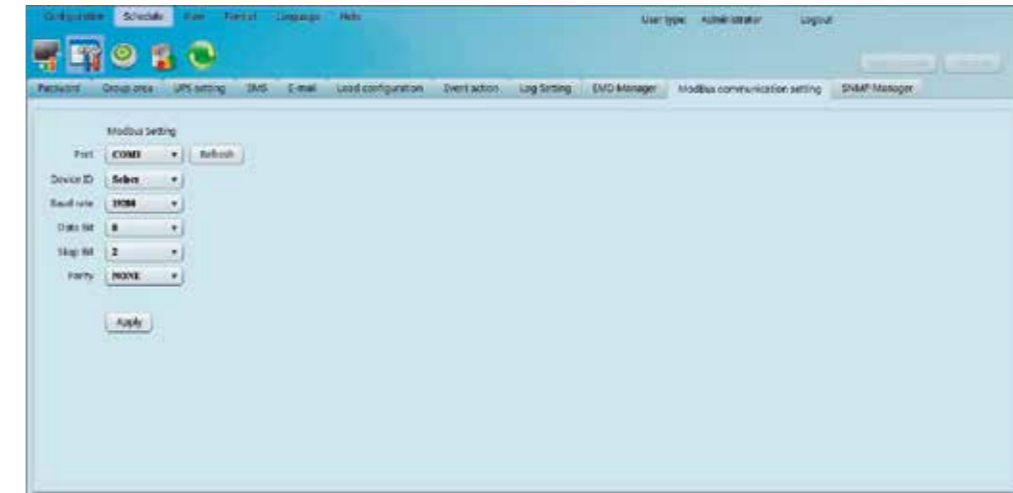 Configuration Schedule View Format Language Help User type: Administrator Logout
Password Group area UPS setting SMS E-mail Load configuration Event action Log Setting EMD Manager Modbus communication setting SNMP Manager
Modbus Setting
Port Refresh
Device ID Select
Baud rate
Data Bit 8
Stop Bit 2
Parity NONE
Apply